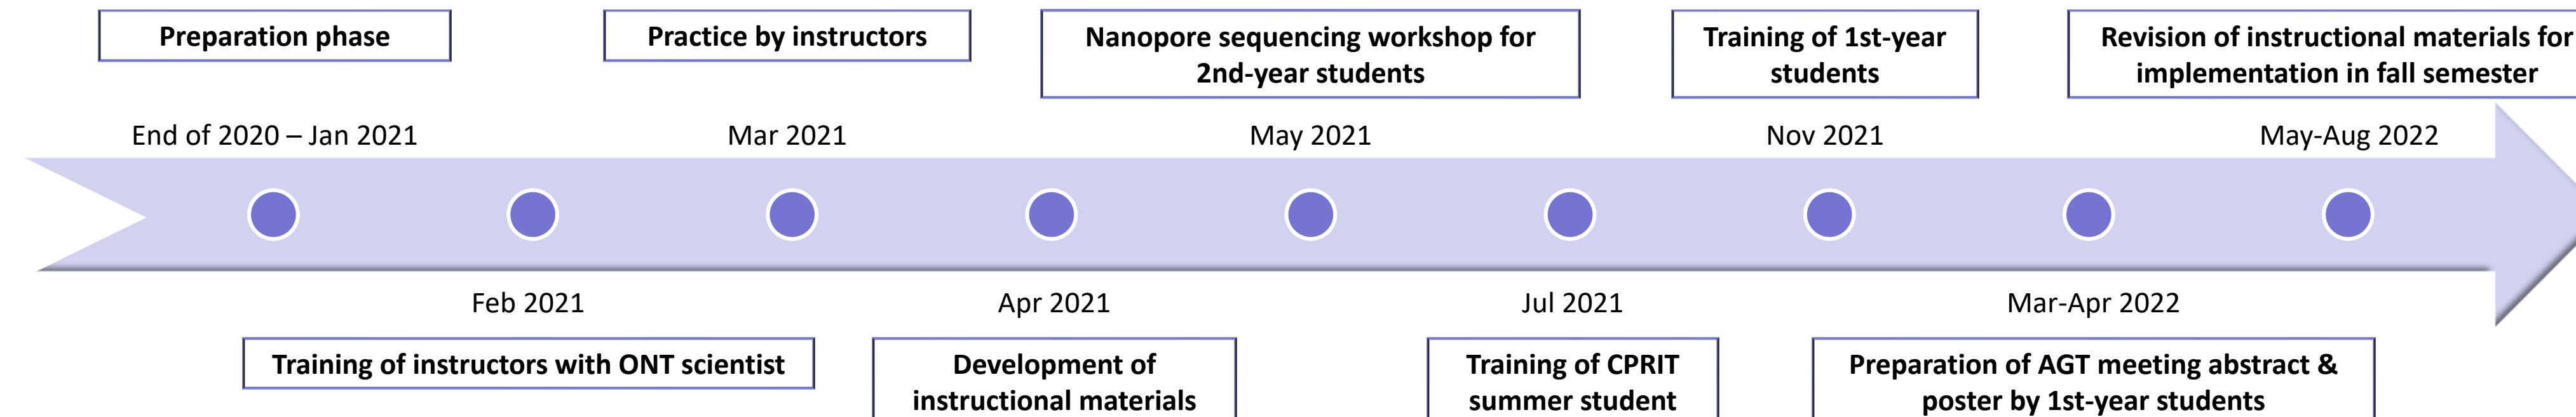 Preparation phase
Practice by instructors
Nanopore sequencing workshop for
2nd-year students
Training of 1st-year
students
Revision of instructional materials for
implementation in fall semester
End of 2020 – Jan 2021
Mar 2021
May 2021
Nov 2021
May-Aug 2022
Feb 2021
Apr 2021
Jul 2021
Mar-Apr 2022
Training of instructors with ONT scientist
Development of
instructional materials
Training of CPRIT
summer student
Preparation of AGT meeting abstract &
poster by 1st-year students